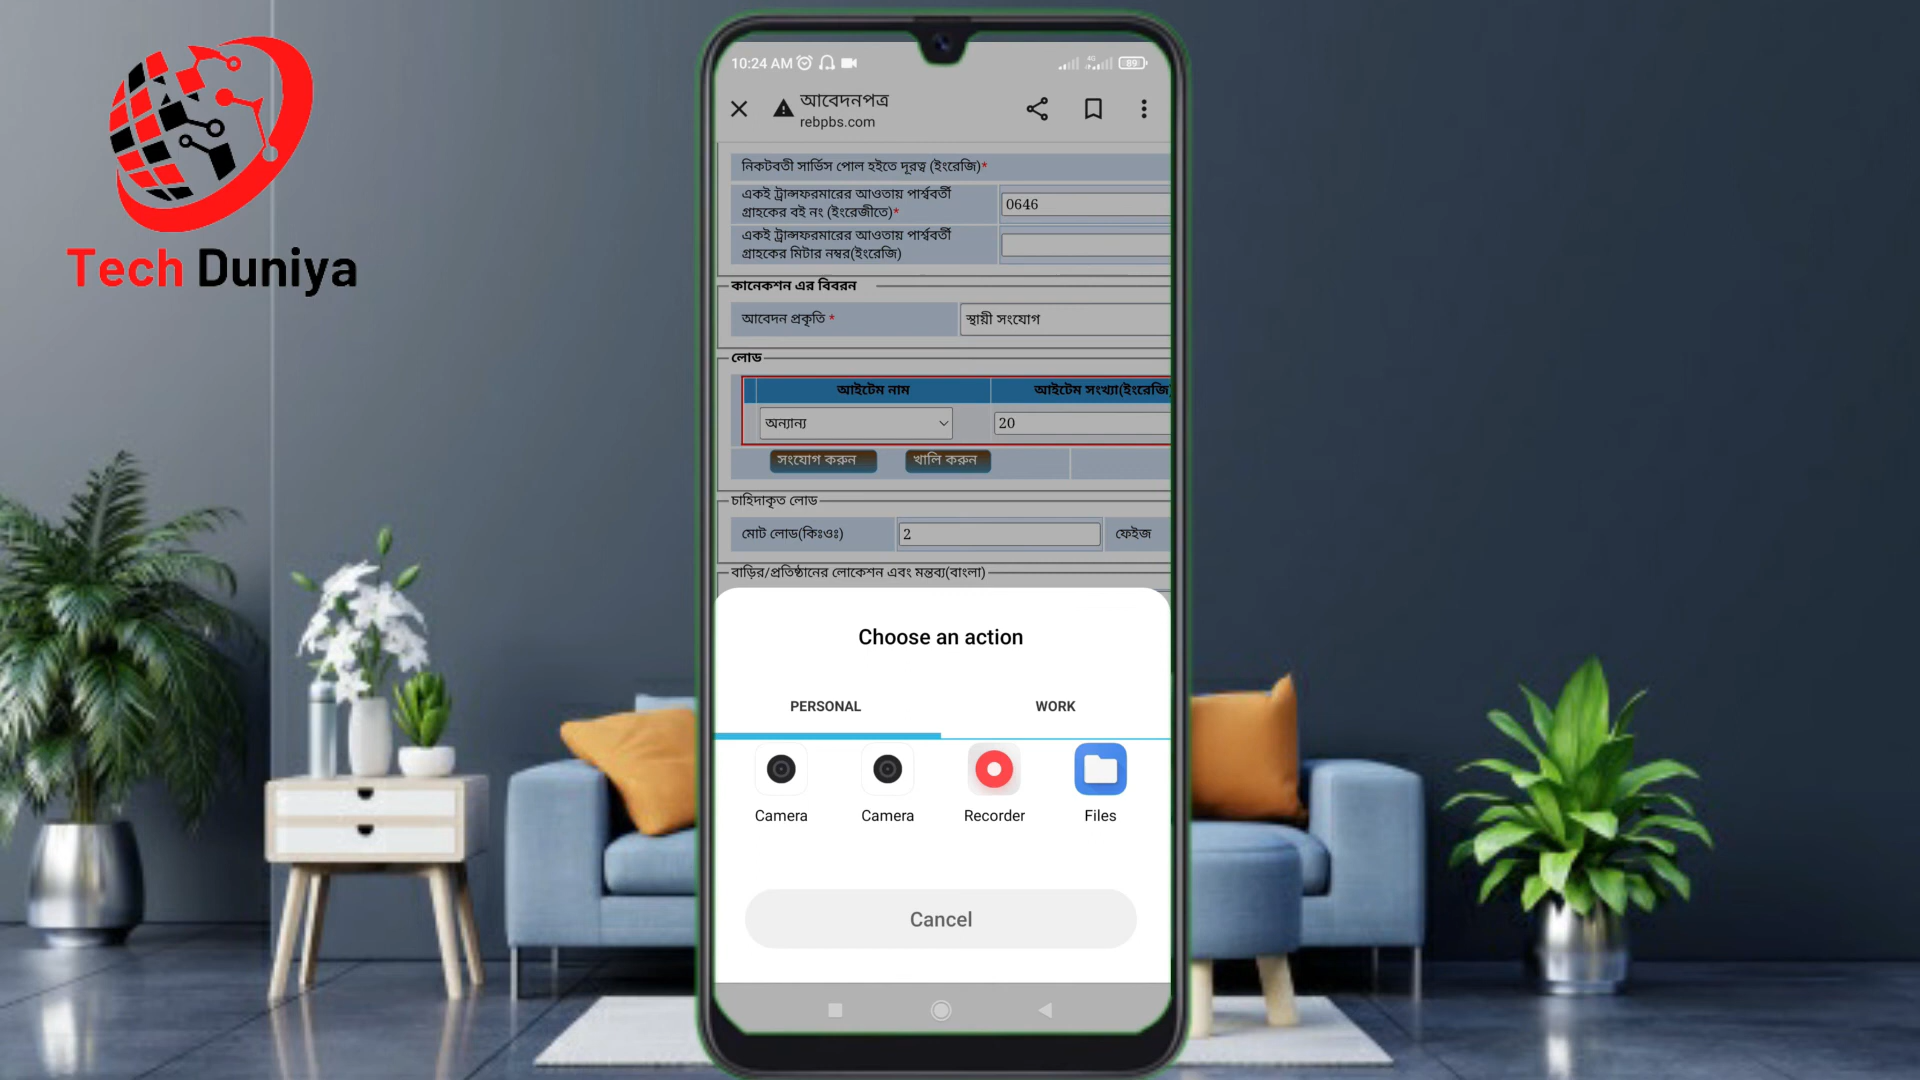 Tech Duniya
10:24 AM
4G
89
আবেদনপত্র
rebpbs.com
নিকটবর্তী সার্ভিস পোল হইতে দূরত্ব (ইংরেজি)*
একই ট্রান্সফরমারের আওতায় পার্শ্ববর্তী
গ্রাহকের বই নং (ইংরেজীতে)*
0646
একই ট্রান্সফরমারের আওতায় পার্শ্ববর্তী
গ্রাহকের মিটার নম্বর(ইংরেজি)
কানেকশন এর বিবরন
আবেদন প্রকৃতি *
স্থায়ী সংযোগ
লোড
আইটেম নাম
আইটেম সংখ্যা(ইংরেজি)
অন্যান্য
20
সংযোগ করুন
খালি করুন
চাহিদাকৃত লোড
মোট লোড(কিঃওঃ)
2
ফেইজ
বাড়ির/প্রতিষ্ঠানের লোকেশন এবং মন্তব্য(বাংলা)
Choose an action
PERSONAL
WORK
Camera
Camera
Recorder
Files
Cancel